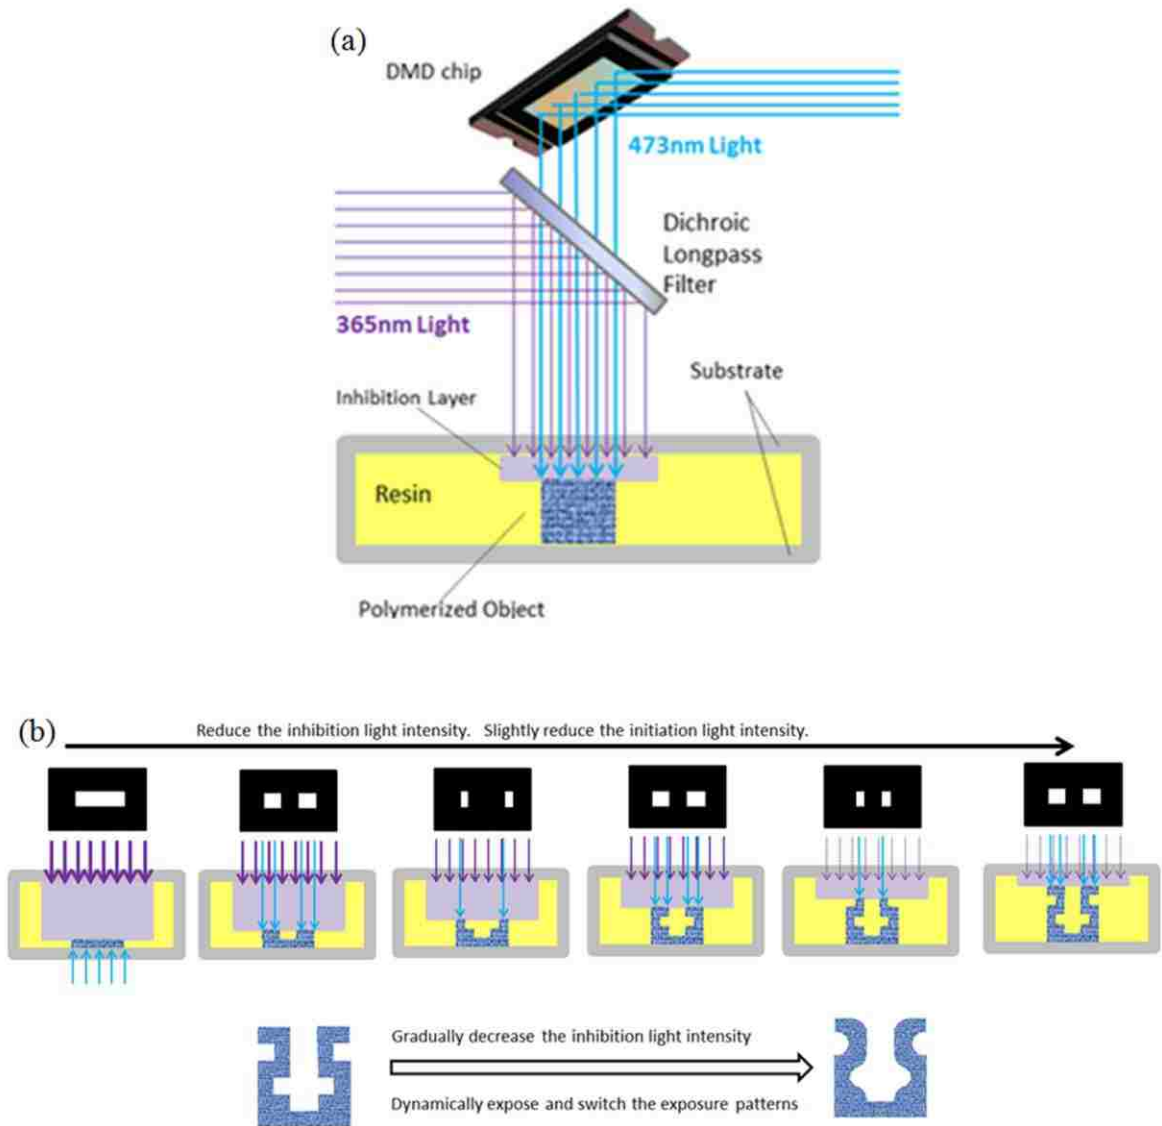 (a)
DMD chip
473nm Light
Dichroic
Longpass
Filter
365nm Light
Substrate
Inhibition Layer
Resin
Polymerized Object
(b)
Reduce the inhibition light intensity. Slightly reduce the initiation light intensity.
Gradually decrease the inhibition light intensity
Dynamically expose and switch the exposure patterns